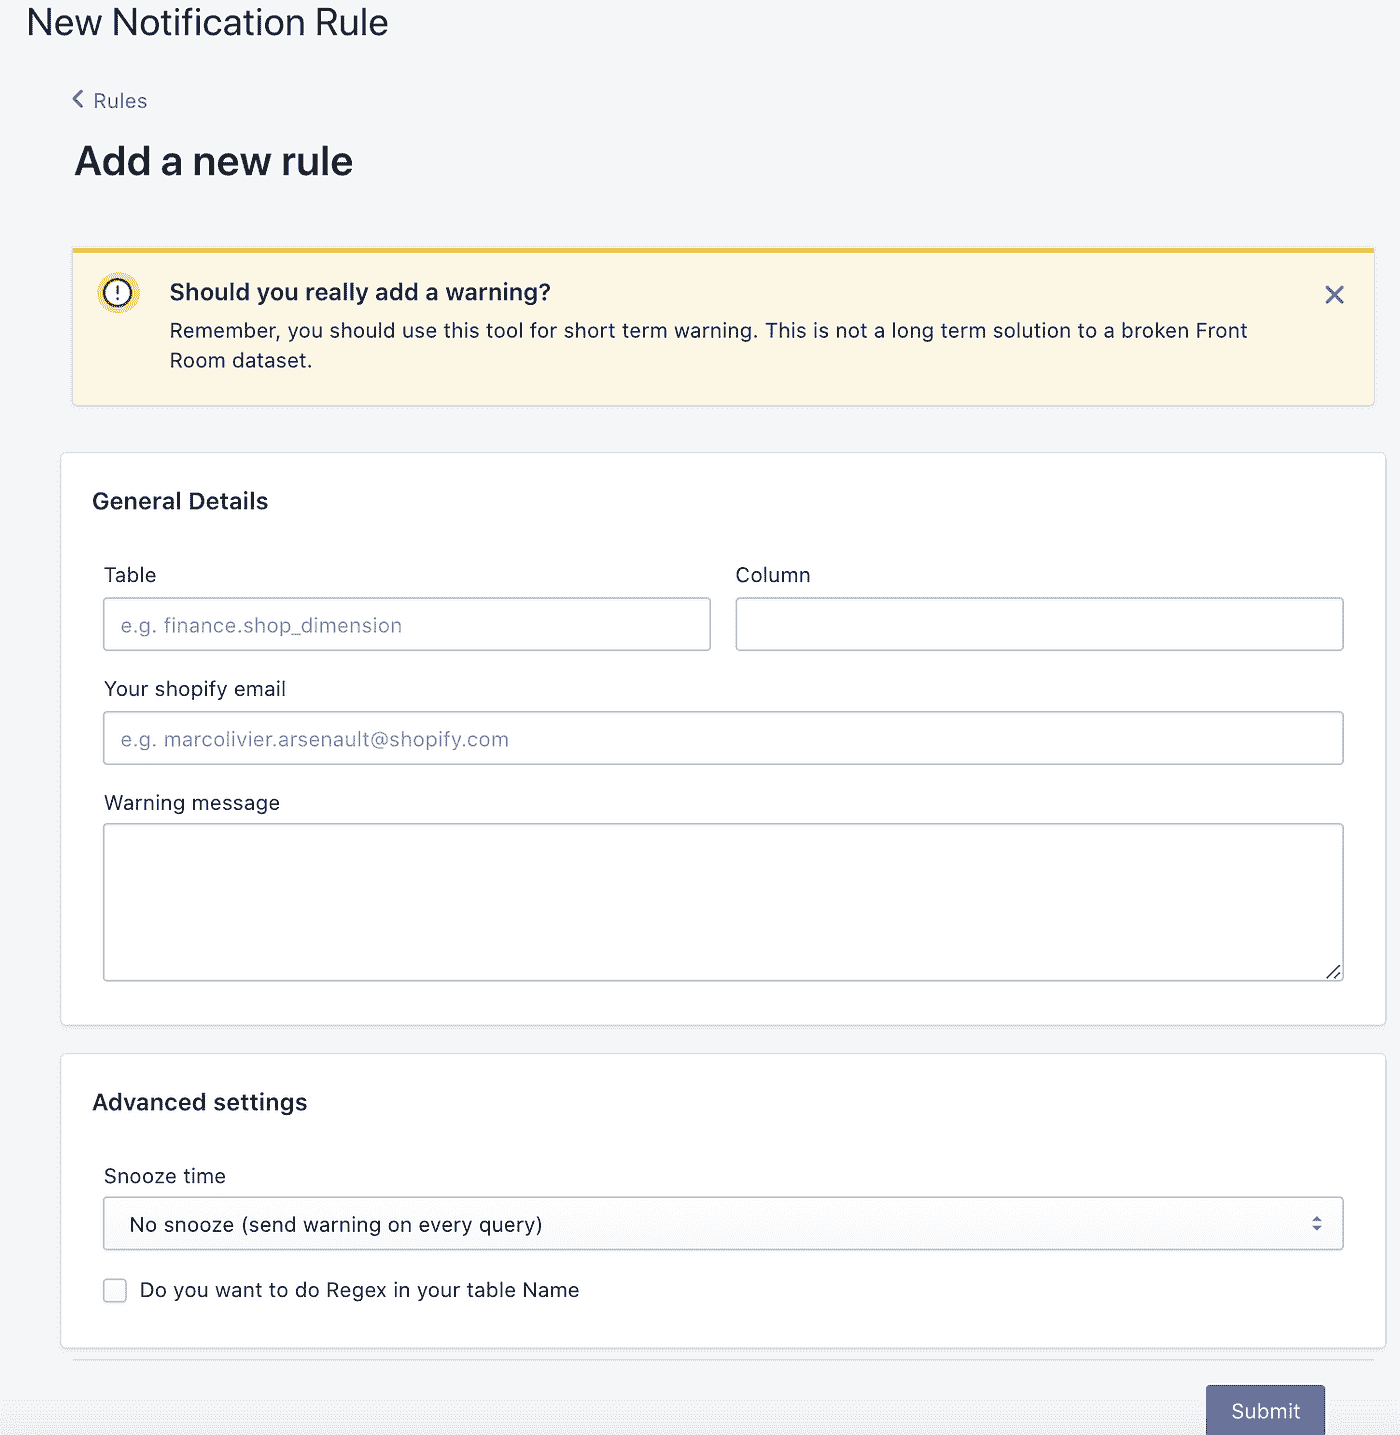 New Notification Rule
Rules
Add a new rule
Should you really add a warning?
Remember, you should use this tool for short term warning. This is not a long term solution to a broken Front
Room dataset.
General Details
Table
Column
e.g. finance.shop_dimension
Your shopify email
e.g. marcolivier.arsenault@shopify.com
Warning message
Advanced settings
Snooze time
No snooze (send warning on every query)
Do you want to do Regex in your table Name
Submit